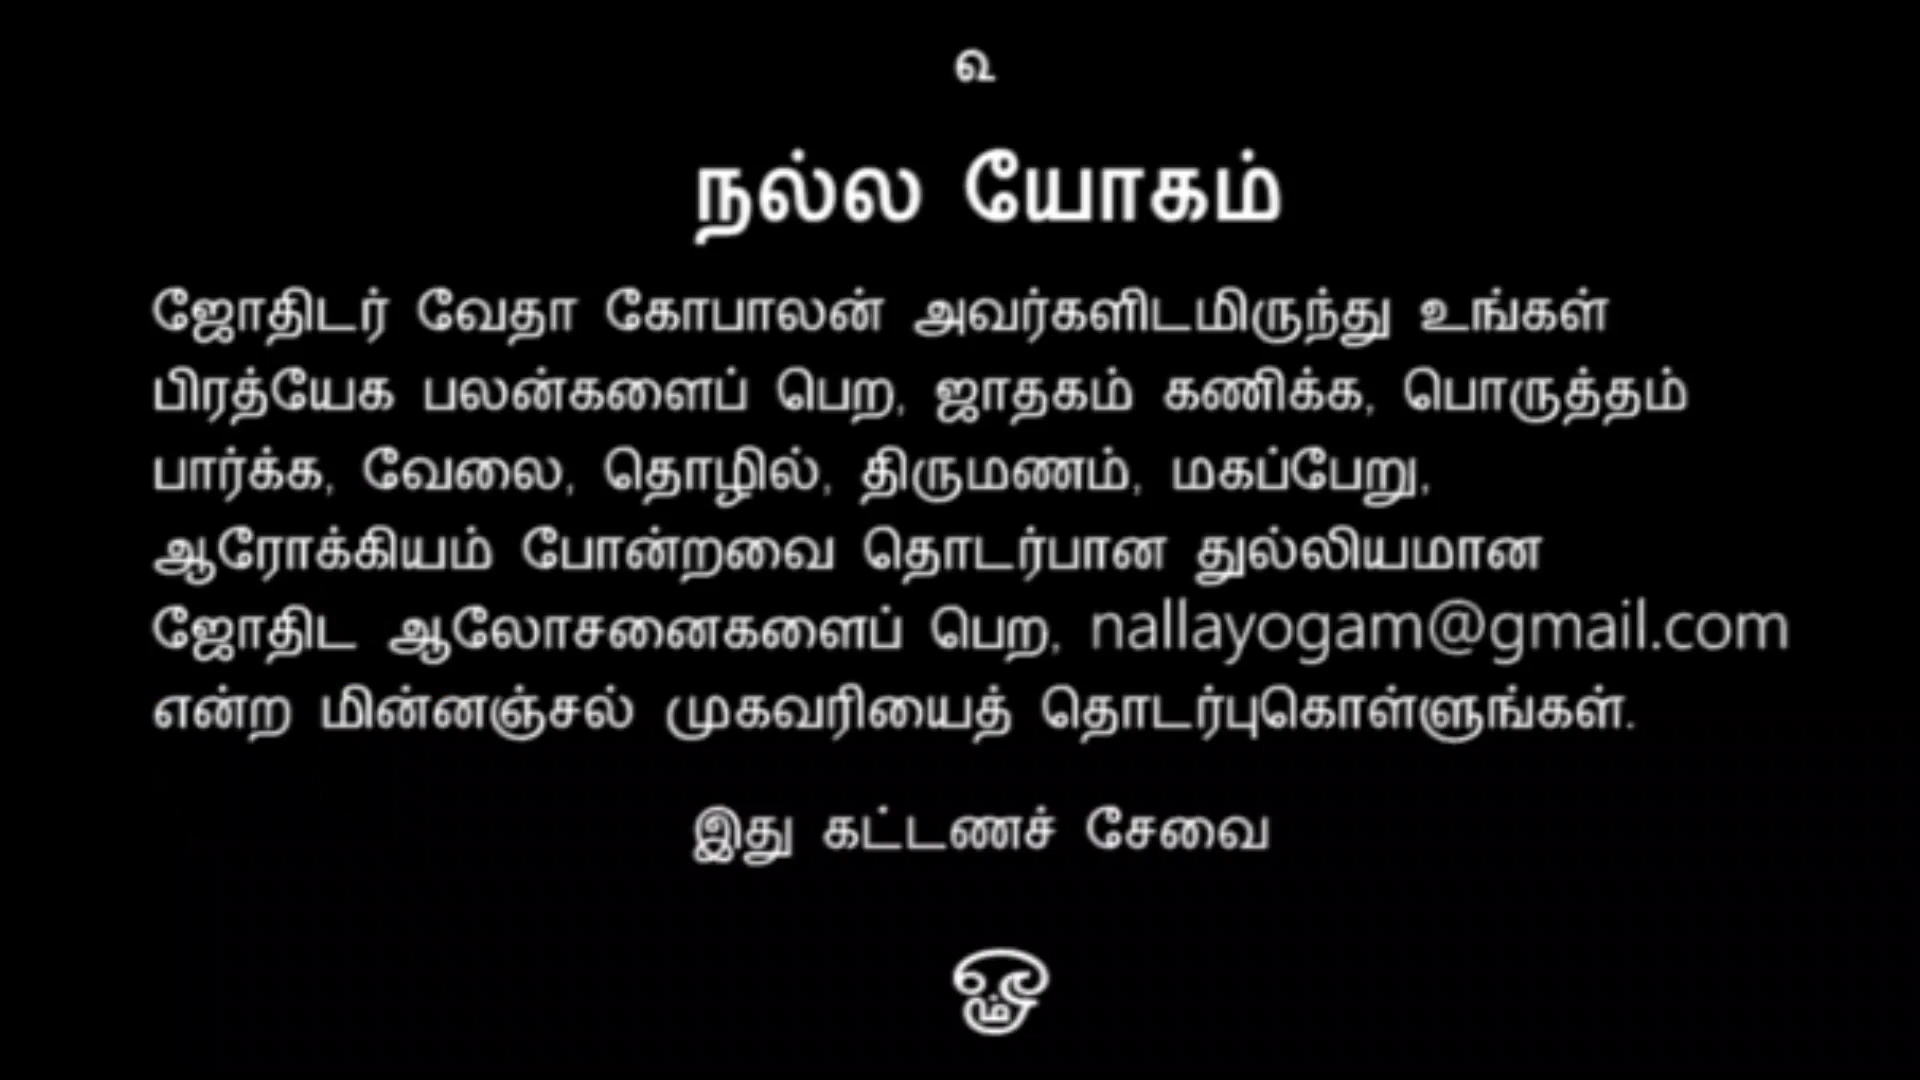 உ
நல்ல யோகம்
ஜோதிடர் வேதா கோபாலன் அவர்களிடமிருந்து உங்கள்
பிரத்யேக பலன்களைப் பெற, ஜாதகம் கணிக்க, பொருத்தம்
பார்க்க, வேலை, தொழில், திருமணம், மகப்பேறு,
ஆரோக்கியம் போன்றவை தொடர்பான துல்லியமான
ஜோதிட ஆலோசனைகளைப் பெற, nallayogam@gmail.com
என்ற மின்னஞ்சல் முகவரியைத் தொடர்புகொள்ளுங்கள்.
இது கட்டணச் சேவை
ௐ